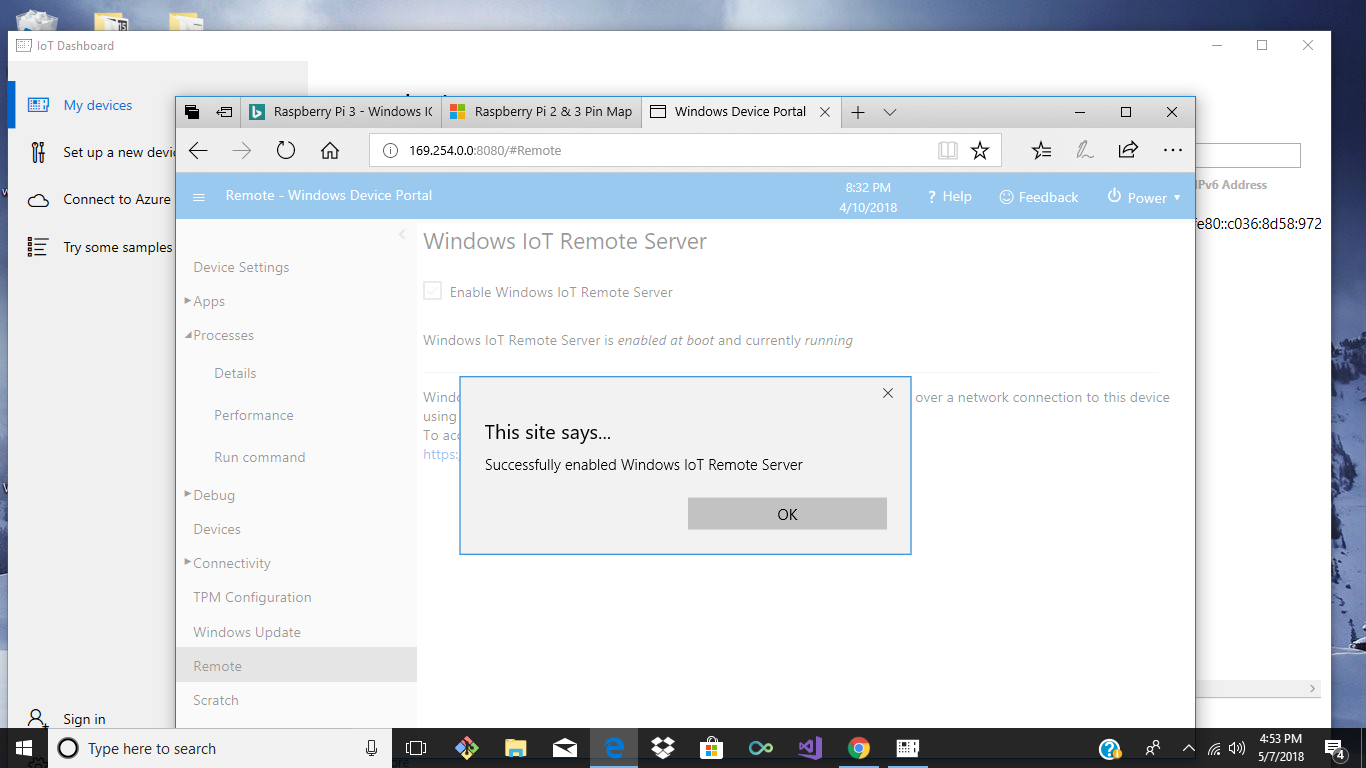 IoT Dashboard
My devices
Set up a new devi
Connect to Azure
Try some samples
Sign in
Pv6 Address
fe80::c036:8d58:972
Raspberry Pi 3 - Windows IO
Raspberry Pi 2 & 3 Pin Map
Windows Device Portal
169.254.0.0:8080/#Remote
Remote - Windows Device Portal
8:32 PM
4/10/2018
? Help
Feedback
Power
Device Settings
Apps
Processes
Details
Performance
Run command
Debug
Devices
Connectivity
TPM Configuration
Windows Update
Remote
Scratch
Windows IoT Remote Server
Enable Windows IoT Remote Server
Windows IoT Remote Server is enabled at boot and currently running
Windo over a network connection to this device
using
To acc
https:
This site says...
Successfully enabled Windows IoT Remote Server
OK
Type here to search
4:53 PM
5/7/2018
4